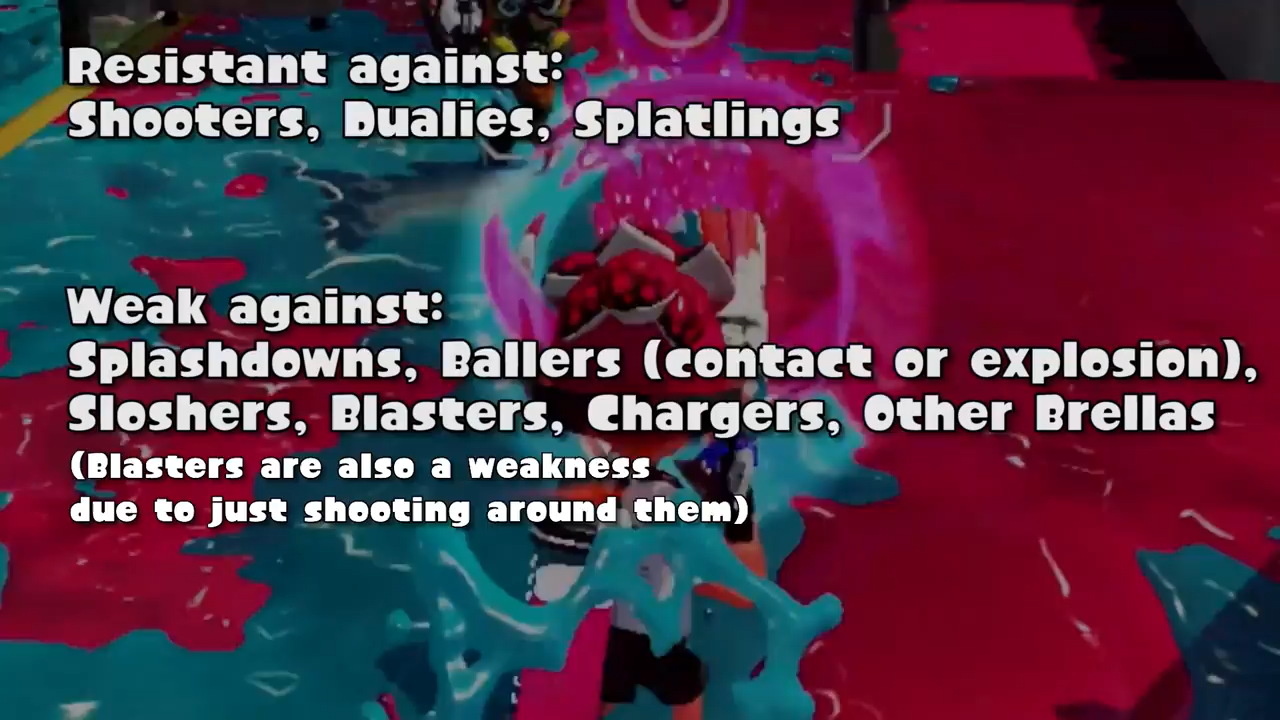 Resistant against:
Shooters, Dualies, Splatlings
Weak against:
Splashdowns, Ballers (contact or explosion),
Sloshers, Blasters, Chargers, Other Brellas
(Blasters are also a weakness
due to just shooting around them)